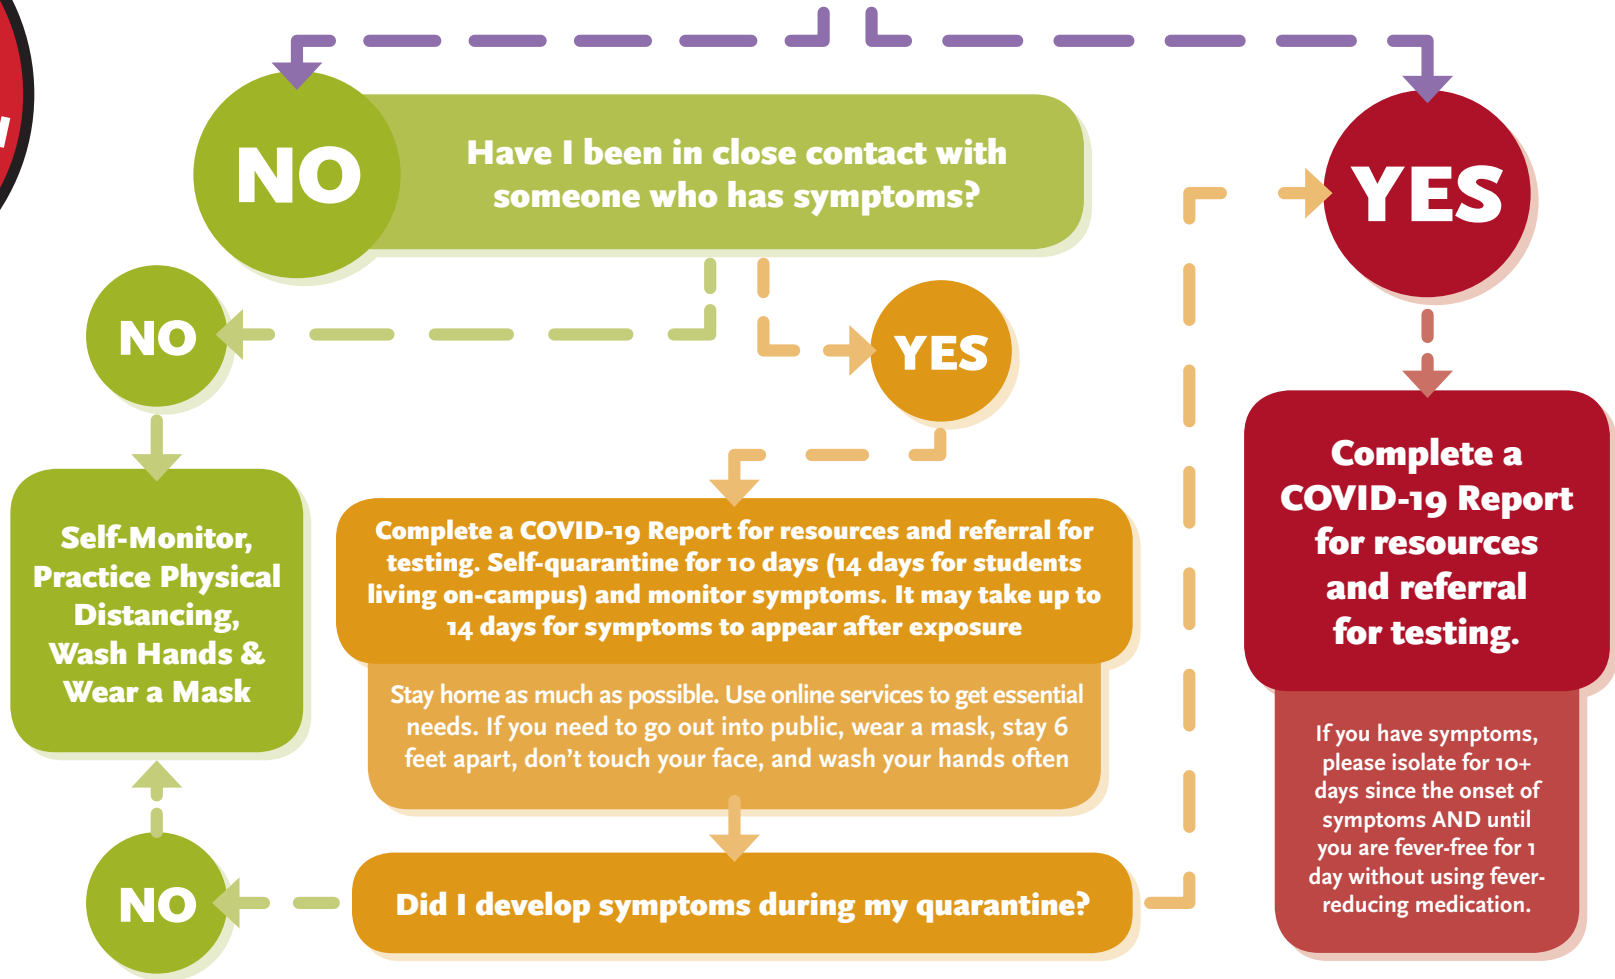 NO
Have I been in close contact with
someone who has symptoms?
YES
NO
YES
Self-Monitor,
Practice Physical
Distancing,
Wash Hands &
Wear a Mask
Complete a COVID-19 Report for resources and referral for
testing. Self-quarantine for 10 days (14 days for students
living on-campus) and monitor symptoms. It may take up to
14 days for symptoms to appear after exposure
Stay home as much as possible. Use online services to get essential
needs. If you need to go out into public, wear a mask, stay 6
feet apart, don't touch your face, and wash your hands often
Complete a
COVID-19 Report
for resources
and referral
for testing.
If you have symptoms,
please isolate for 10+
days since the onset of
symptoms AND until
you are fever-free for 1
day without using fever-
reducing medication.
NO
Did I develop symptoms during my quarantine?